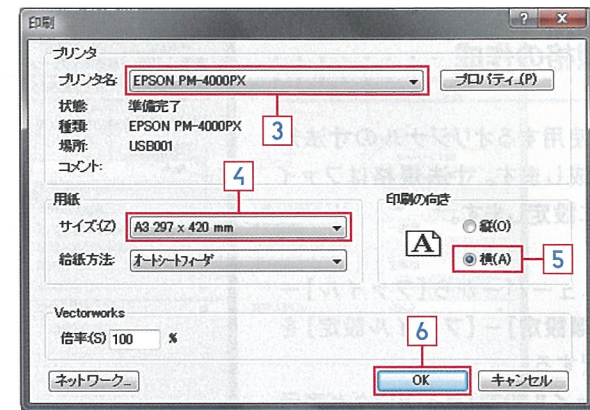 印刷
プリンタ
プリンタ名: EPSON PM-4000PX プロパティ...(P)
状態: 準備完了
種類: EPSON PM-4000PX
場所: USB001
コメント:
3
4
用紙
サイズ:(Z) A3 297 x 420 mm
給紙方法: オートシートフィーダ
印刷の向き
A
縦(O)
横(A)
5
Vectorworks
倍率(S) 100 %
6
ネットワーク...
OK
キャンセル